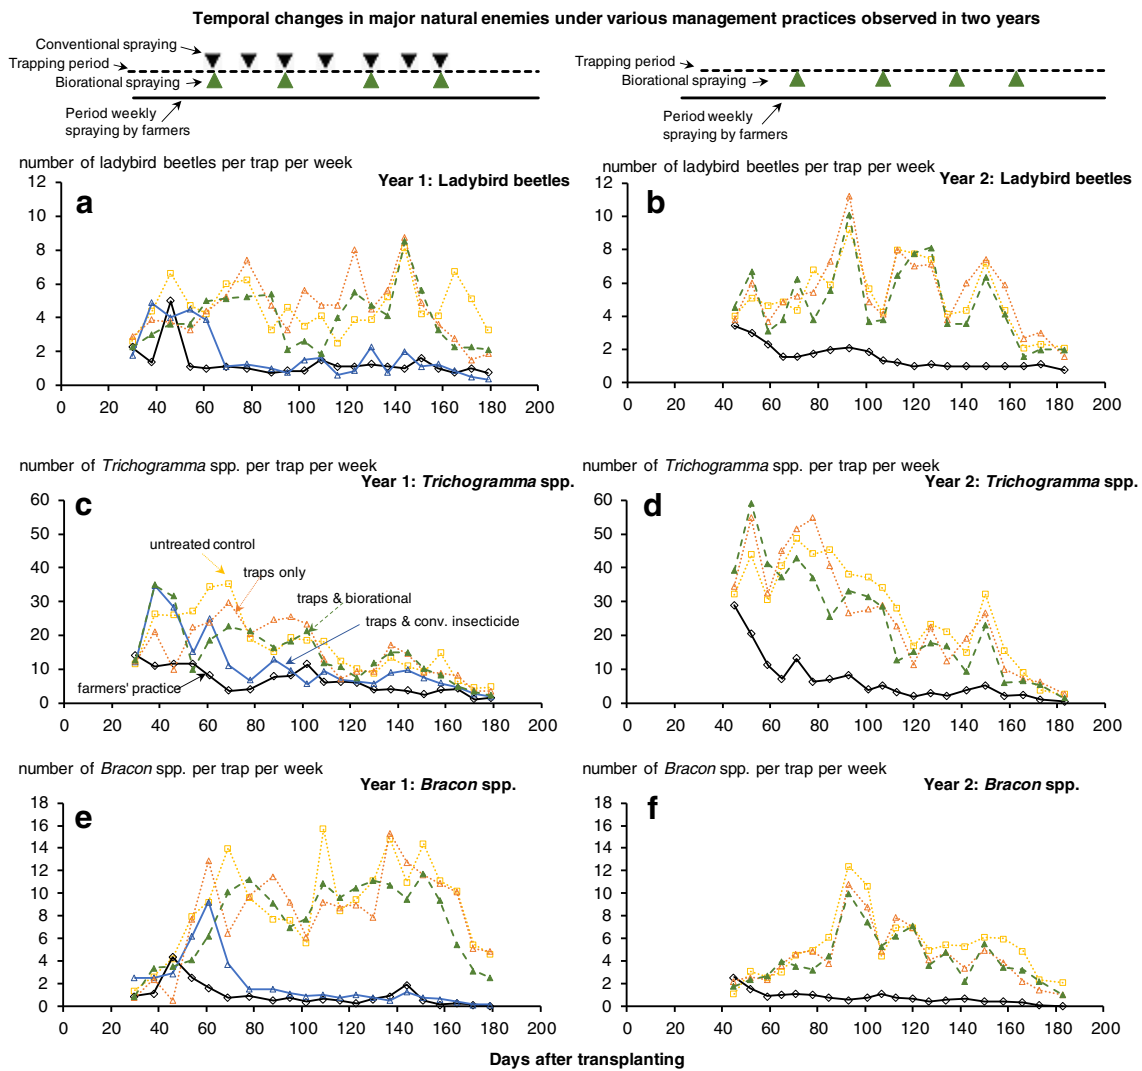 Temporal changes in major natural enemies under various management practices observed in two years
Conventional spraying
Trapping period
Biorational spraying
Period weekly
spraying by farmers
Trapping period
Biorational spraying
Period weekly
spraying by farmers
number of ladybird beetles per trap per week
Year 1: Ladybird beetles
a
12
10
8
6
4
2
0
0 20 40 60 80 100 120 140 160 180 200
number of ladybird beetles per trap per week
Year 2: Ladybird beetles
b
12
10
8
6
4
2
0
0 20 40 60 80 100 120 140 160 180 200
number of Trichogramma spp. per trap per week
Year 1: Trichogramma spp.
c
60
50
40
30
20
10
0
untreated control
traps only
traps & biorational
traps & conv. insecticide
farmers' practice
0 20 40 60 80 100 120 140 160 180 200
number of Trichogramma spp. per trap per week
Year 2: Trichogramma spp.
d
60
50
40
30
20
10
0
0 20 40 60 80 100 120 140 160 180 200
number of Bracon spp. per trap per week
Year 1: Bracon spp.
e
18
16
14
12
10
8
6
4
2
0
0 20 40 60 80 100 120 140 160 180 200
number of Bracon spp. per trap per week
Year 2: Bracon spp.
f
18
16
14
12
10
8
6
4
2
0
0 20 40 60 80 100 120 140 160 180 200
Days after transplanting